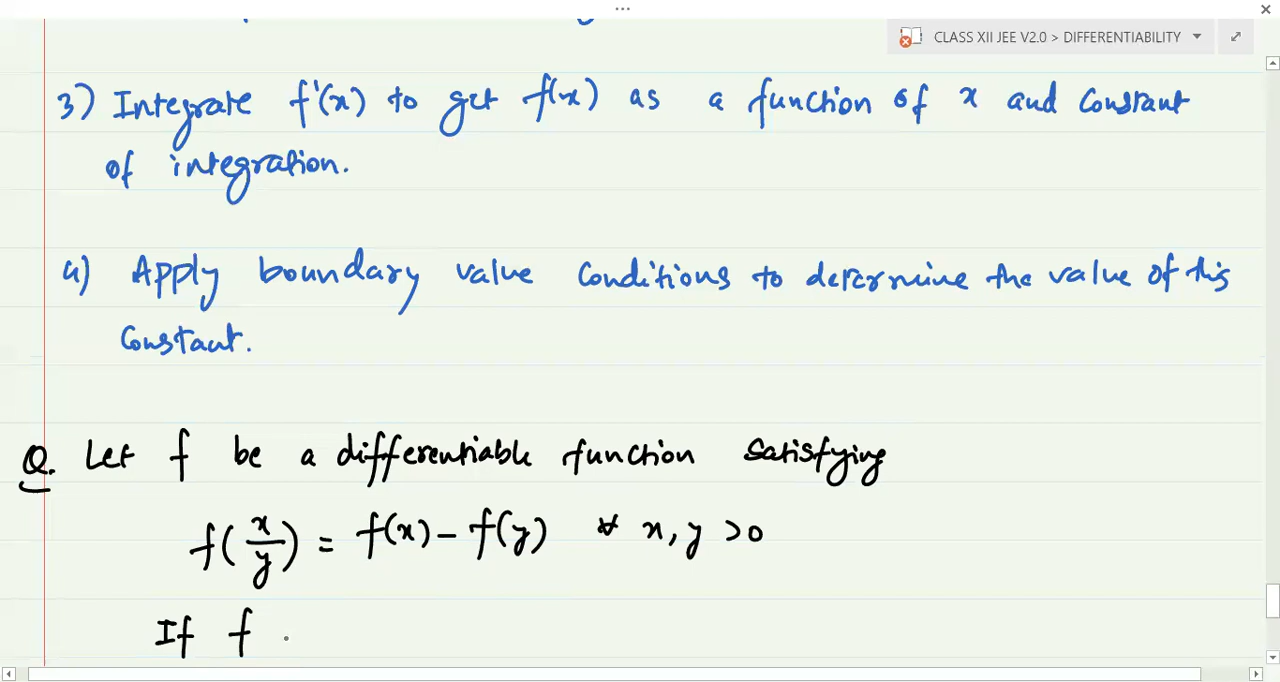 CLASS XII JEE V2.0 > DIFFERENTIABILITY
3) Integrate f'(x) to get f(x) as a function of x and constant
of integration.
4) Apply boundary value conditions to determine the value of this
constant.
Q. Let f be a differentiable function satisfying
f(x/y) = f(x) - f(y) ∀ x, y >0
If f